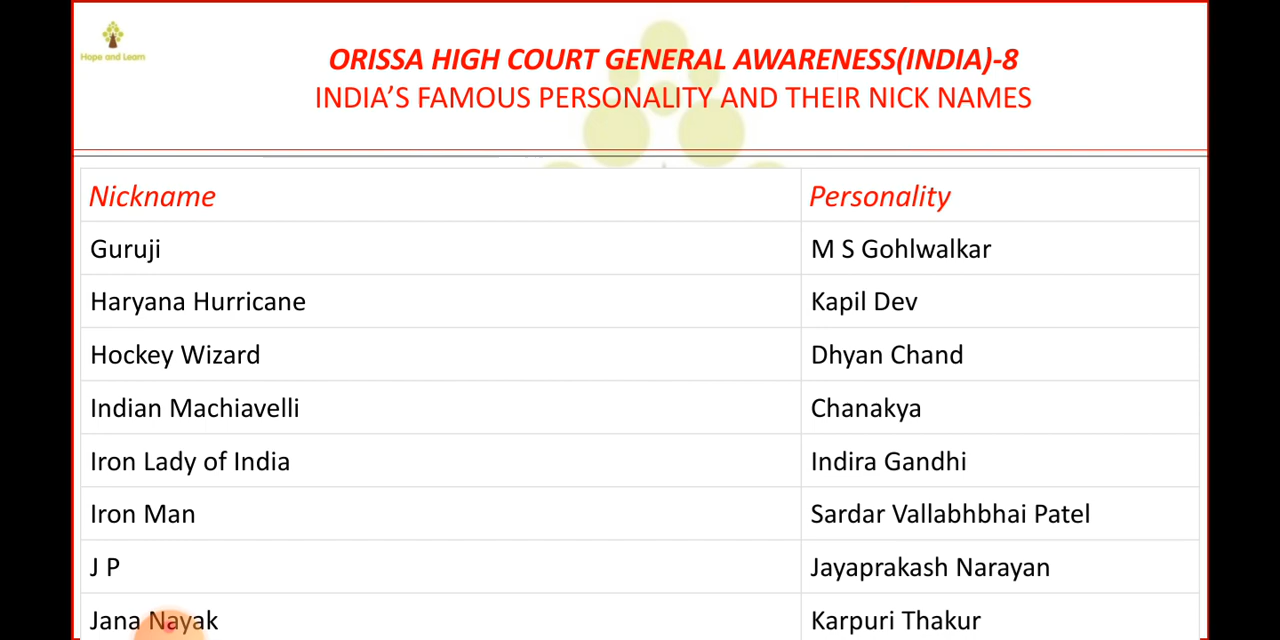 Hope and Learn
ORISSA HIGH COURT GENERAL AWARENESS(INDIA)-8
INDIA’S FAMOUS PERSONALITY AND THEIR NICK NAMES
Nickname Personality
Guruji M S Gohlwalkar
Haryana Hurricane Kapil Dev
Hockey Wizard Dhyan Chand
Indian Machiavelli Chanakya
Iron Lady of India Indira Gandhi
Iron Man Sardar Vallabhbhai Patel
J P Jayaprakash Narayan
Jana Nayak Karpuri Thakur